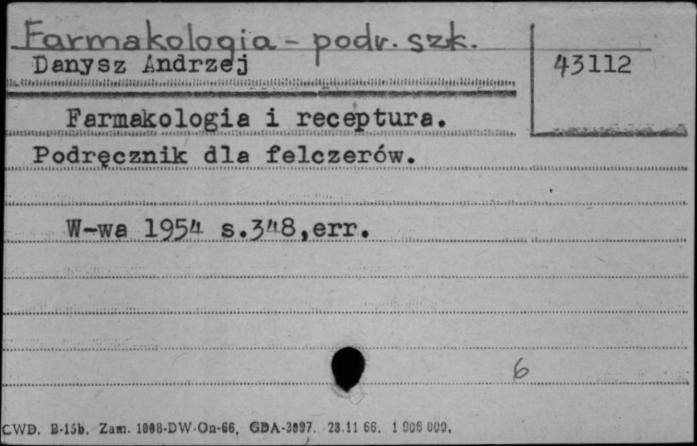 Farmakologia - podr. szk.
Danysz Andrzej
43112
Farmakologia i receptura.
Podręcznik dla felczerów.
W-wa 1954 s.348,err.
6
CWD. B-15b. Zam. 1008-DW-On-66, GDA-3097. 28.11 66. 1 906 000.